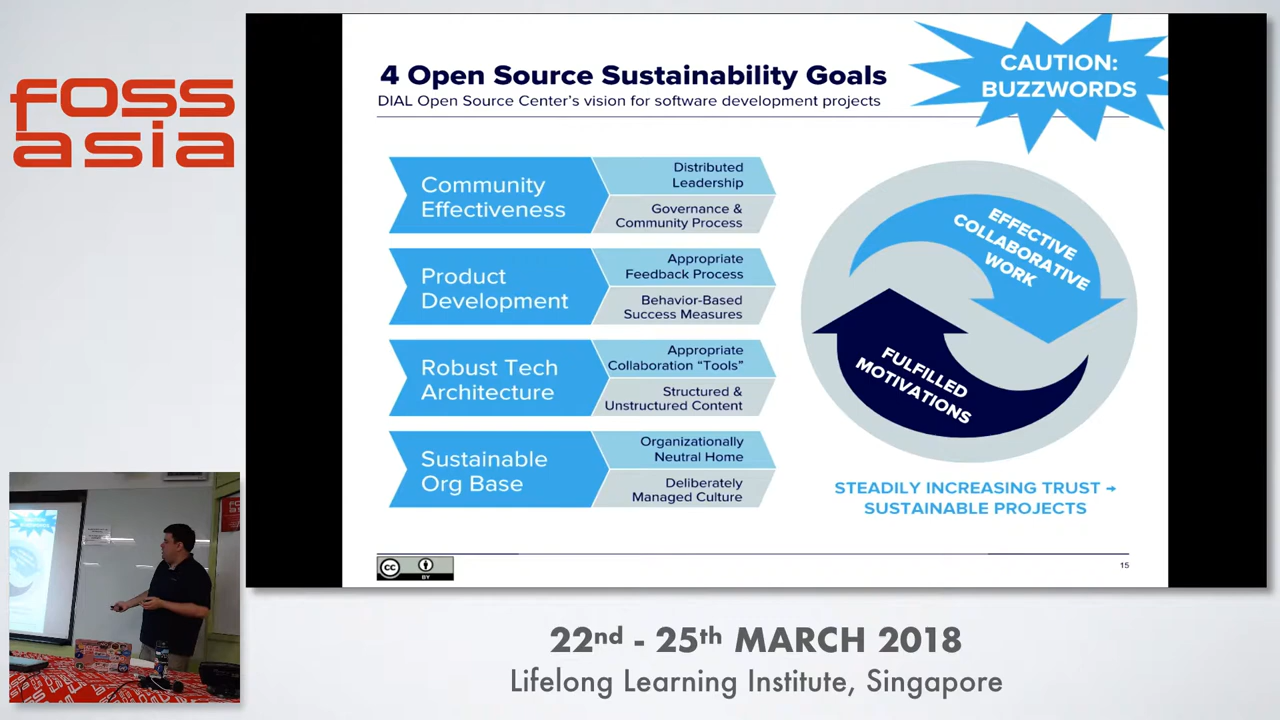 foss
asia
4 Open Source Sustainability Goals
DIAL Open Source Center's vision for software development projects
CAUTION:
BUZZWORDS
Community
Effectiveness
Distributed
Leadership
Governance &
Community Process
Product
Development
Appropriate
Feedback Process
Behavior-Based
Success Measures
Robust Tech
Architecture
Appropriate
Collaboration “Tools”
Structured &
Unstructured Content
Sustainable
Org Base
Organizationally
Neutral Home
Deliberately
Managed Culture
EFFECTIVE
COLLABORATIVE
WORK
FULFILLED
MOTIVATIONS
STEADILY INCREASING TRUST →
SUSTAINABLE PROJECTS
cc
BY
15
22nd - 25th MARCH 2018
Lifelong Learning Institute, Singapore